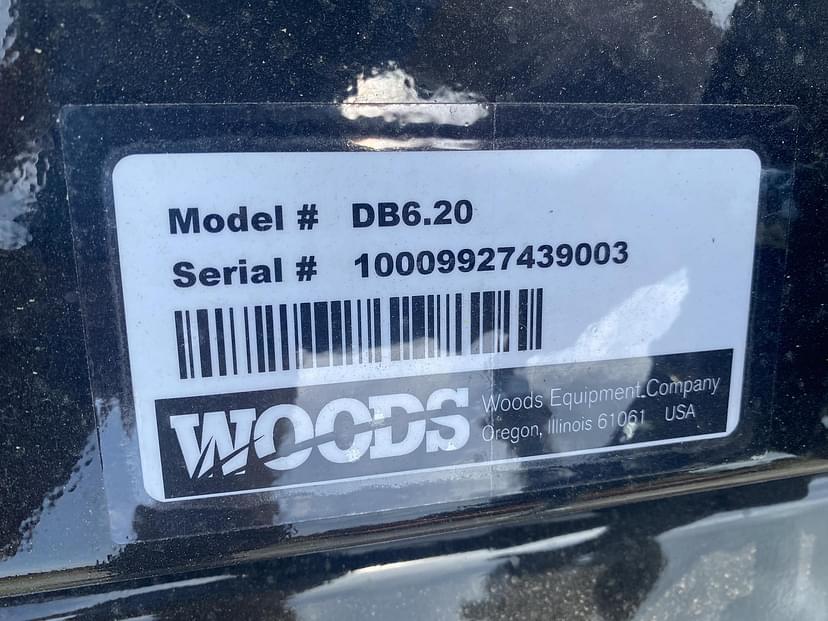 Model # DB6.20
Serial # 10009927439003
WOODS
Woods Equipment Company
Oregon, Illinois 61061 USA